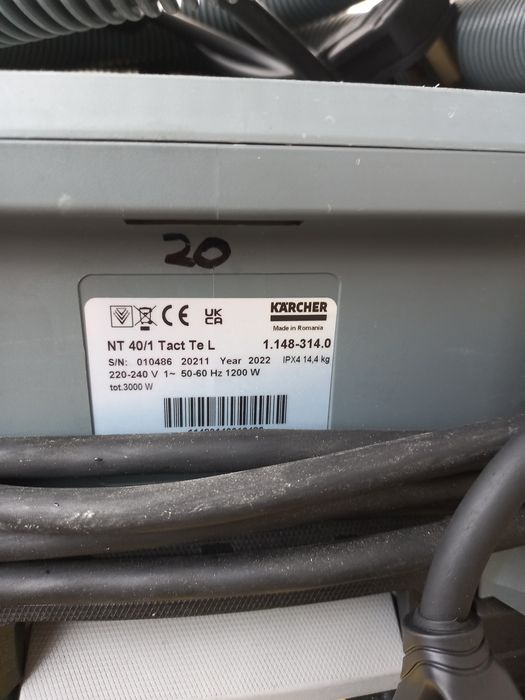 20
CE UK CA KÄRCHER
Made in Romania
NT 40/1 Tact Te L 1.148-314.0
S/N: 010486 20211 Year 2022 IPX4 14,4 kg
220-240 V 1~ 50-60 Hz 1200 W
tot.3000 W